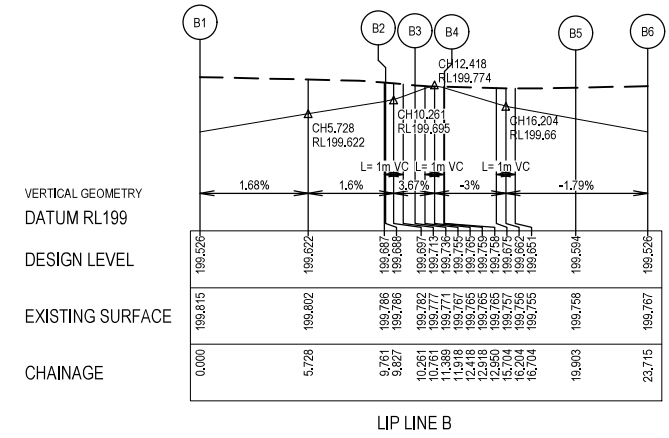 B1
B2
B3
B4
B5
B6
CH12.418
RL199.774
CH10.261
RL199.695
CH5.728
RL199.622
CH16.204
RL199.66
L= 1m VC
L= 1m VC
L= 1m VC
VERTICAL GEOMETRY
1.68%
1.6%
3.67%
-3%
-1.79%
DATUM RL199
DESIGN LEVEL
199.526
199.622
199.687
199.688
199.697
199.713
199.736
199.755
199.765
199.759
199.758
199.675
199.662
199.651
199.594
199.526
EXISTING SURFACE
199.815
199.802
199.786
199.786
199.782
199.777
199.771
199.767
199.765
199.765
199.765
199.757
199.756
199.755
199.758
199.767
CHAINAGE
0.000
5.728
9.761
9.827
10.261
10.761
11.389
11.918
12.418
12.918
12.950
15.704
16.204
16.704
19.903
23.715
LIP LINE B